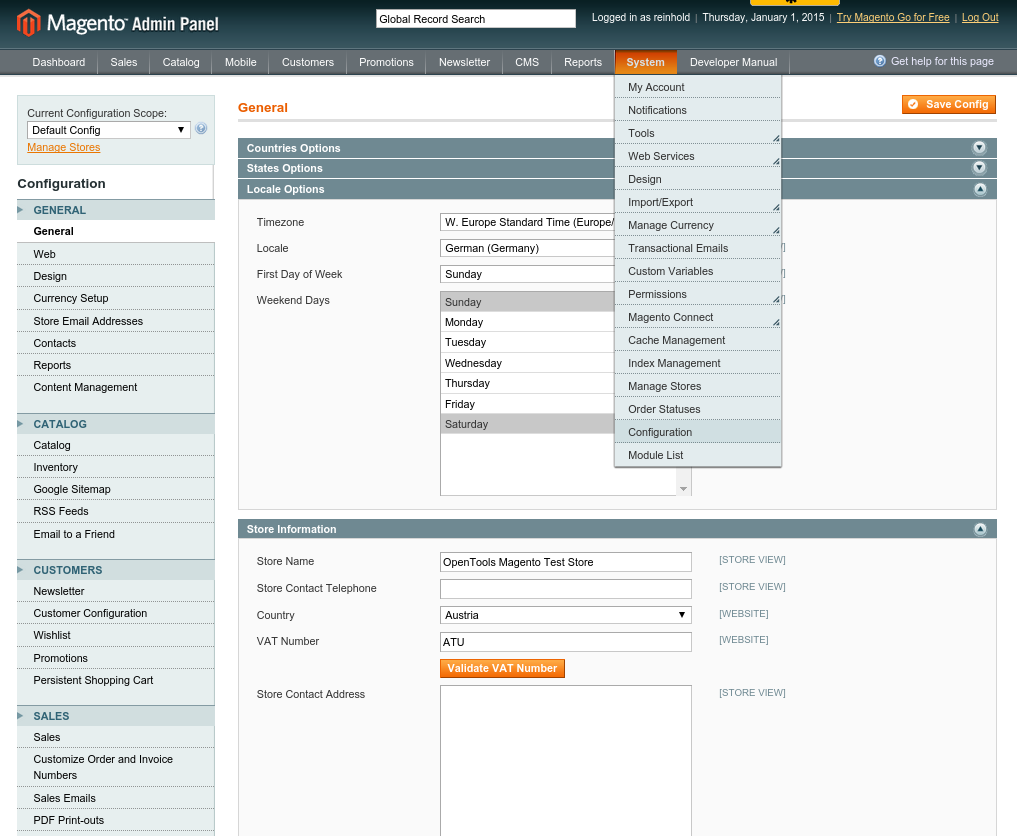 Magento Admin Panel
Global Record Search
Logged in as reinhold | Thursday, January 1, 2015 | Try Magento Go for Free | Log Out
Dashboard Sales Catalog Mobile Customers Promotions Newsletter CMS Reports System Developer Manual
Get help for this page
My Account
Notifications
Tools
Web Services
Design
Import/Export
Manage Currency
Transactional Emails
Custom Variables
Permissions
Magento Connect
Cache Management
Index Management
Manage Stores
Order Statuses
Configuration
Module List
Current Configuration Scope:
Default Config
Manage Stores
Configuration
GENERAL
General
Web
Design
Currency Setup
Store Email Addresses
Contacts
Reports
Content Management
CATALOG
Catalog
Inventory
Google Sitemap
RSS Feeds
Email to a Friend
CUSTOMERS
Newsletter
Customer Configuration
Wishlist
Promotions
Persistent Shopping Cart
SALES
Sales
Customize Order and Invoice
Numbers
Sales Emails
PDF Print-outs
General
Save Config
Countries Options
States Options
Locale Options
Timezone W. Europe Standard Time (Europe/
Locale German (Germany)
First Day of Week Sunday
Weekend Days
Sunday
Monday
Tuesday
Wednesday
Thursday
Friday
Saturday
Store Information
Store Name OpenTools Magento Test Store [STORE VIEW]
Store Contact Telephone [STORE VIEW]
Country Austria [WEBSITE]
VAT Number ATU [WEBSITE]
Validate VAT Number
Store Contact Address [STORE VIEW]